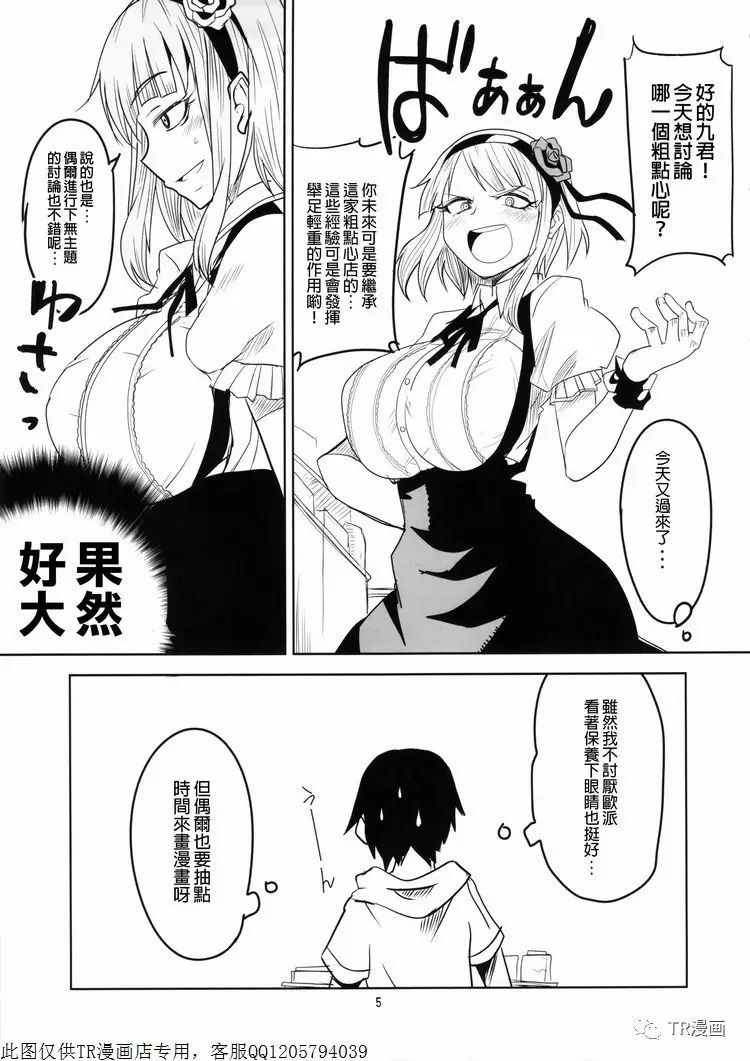 好的九君！
今天想討論
哪一個粗點心呢？
ばぁぁん
你未來可是要繼承
這家粗點心店的…
這些經驗可是會發揮
舉足輕重的作用喲！
今天又過來了…
說的也是…
偶爾進行下無主題
的討論也不錯呢…
ゆさっ
果然
好大
雖然我不討厭歐派
看著保養下眼睛也挺好…
但偶爾也要抽點
時間來畫漫畫呀
5
TR漫画
此图仅供TR漫画店专用，客服QQ1205794039